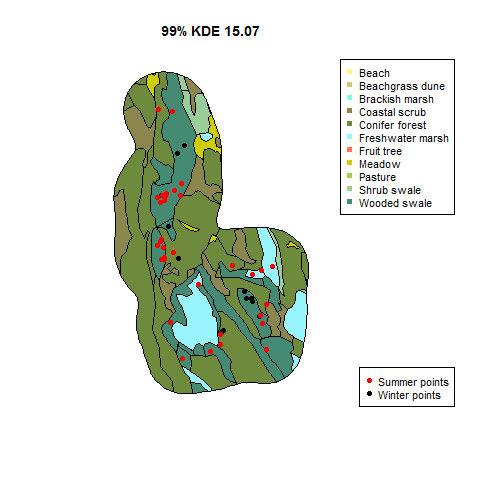 99% KDE 15.07
Beach
Beachgrass dune
Brackish marsh
Coastal scrub
Conifer forest
Freshwater marsh
Fruit tree
Meadow
Pasture
Shrub swale
Wooded swale
Summer points
Winter points